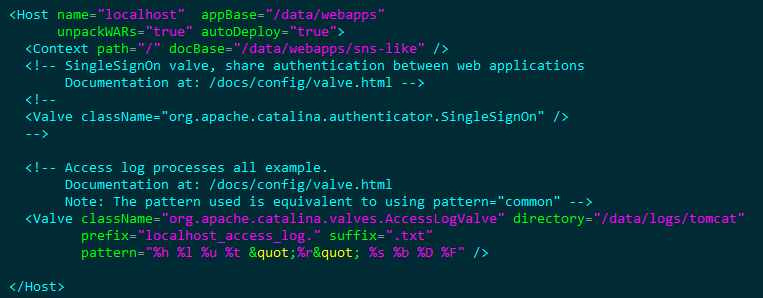 <Host name="localhost"  appBase="/data/webapps"
      unpackWARs="true" autoDeploy="true">
  <Context path="/" docBase="/data/webapps/sns-like" />
  <!-- SingleSignOn valve, share authentication between web applications
       Documentation at: /docs/config/valve.html -->
  <!--
  <Valve className="org.apache.catalina.authenticator.SingleSignOn" />
  -->
  <!-- Access log processes all example.
       Documentation at: /docs/config/valve.html
       Note: The pattern used is equivalent to using pattern="common" -->
  <Valve className="org.apache.catalina.valves.AccessLogValve" directory="/data/logs/tomcat"
         prefix="localhost_access_log." suffix=".txt"
         pattern="%h %l %u %t &quot;%r&quot; %s %b %D %F" />
</Host>